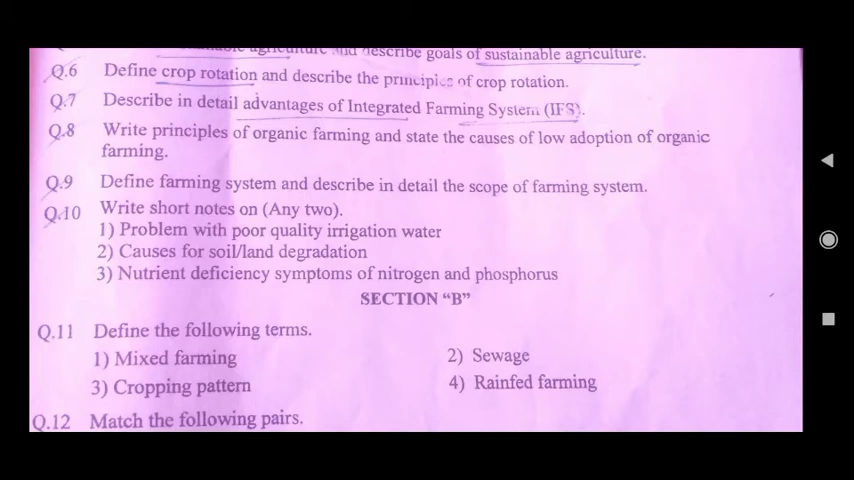 agriculture and describe goals of sustainable agriculture.
Q.6 Define crop rotation and describe the principles of crop rotation.
Q.7 Describe in detail advantages of Integrated Farming System (IFS).
Q.8 Write principles of organic farming and state the causes of low adoption of organic
farming.
Q.9 Define farming system and describe in detail the scope of farming system.
Q.10 Write short notes on (Any two).
1) Problem with poor quality irrigation water
2) Causes for soil/land degradation
3) Nutrient deficiency symptoms of nitrogen and phosphorus
SECTION “B”
Q.11 Define the following terms.
1) Mixed farming 2) Sewage
3) Cropping pattern 4) Rainfed farming
Q.12 Match the following pairs.